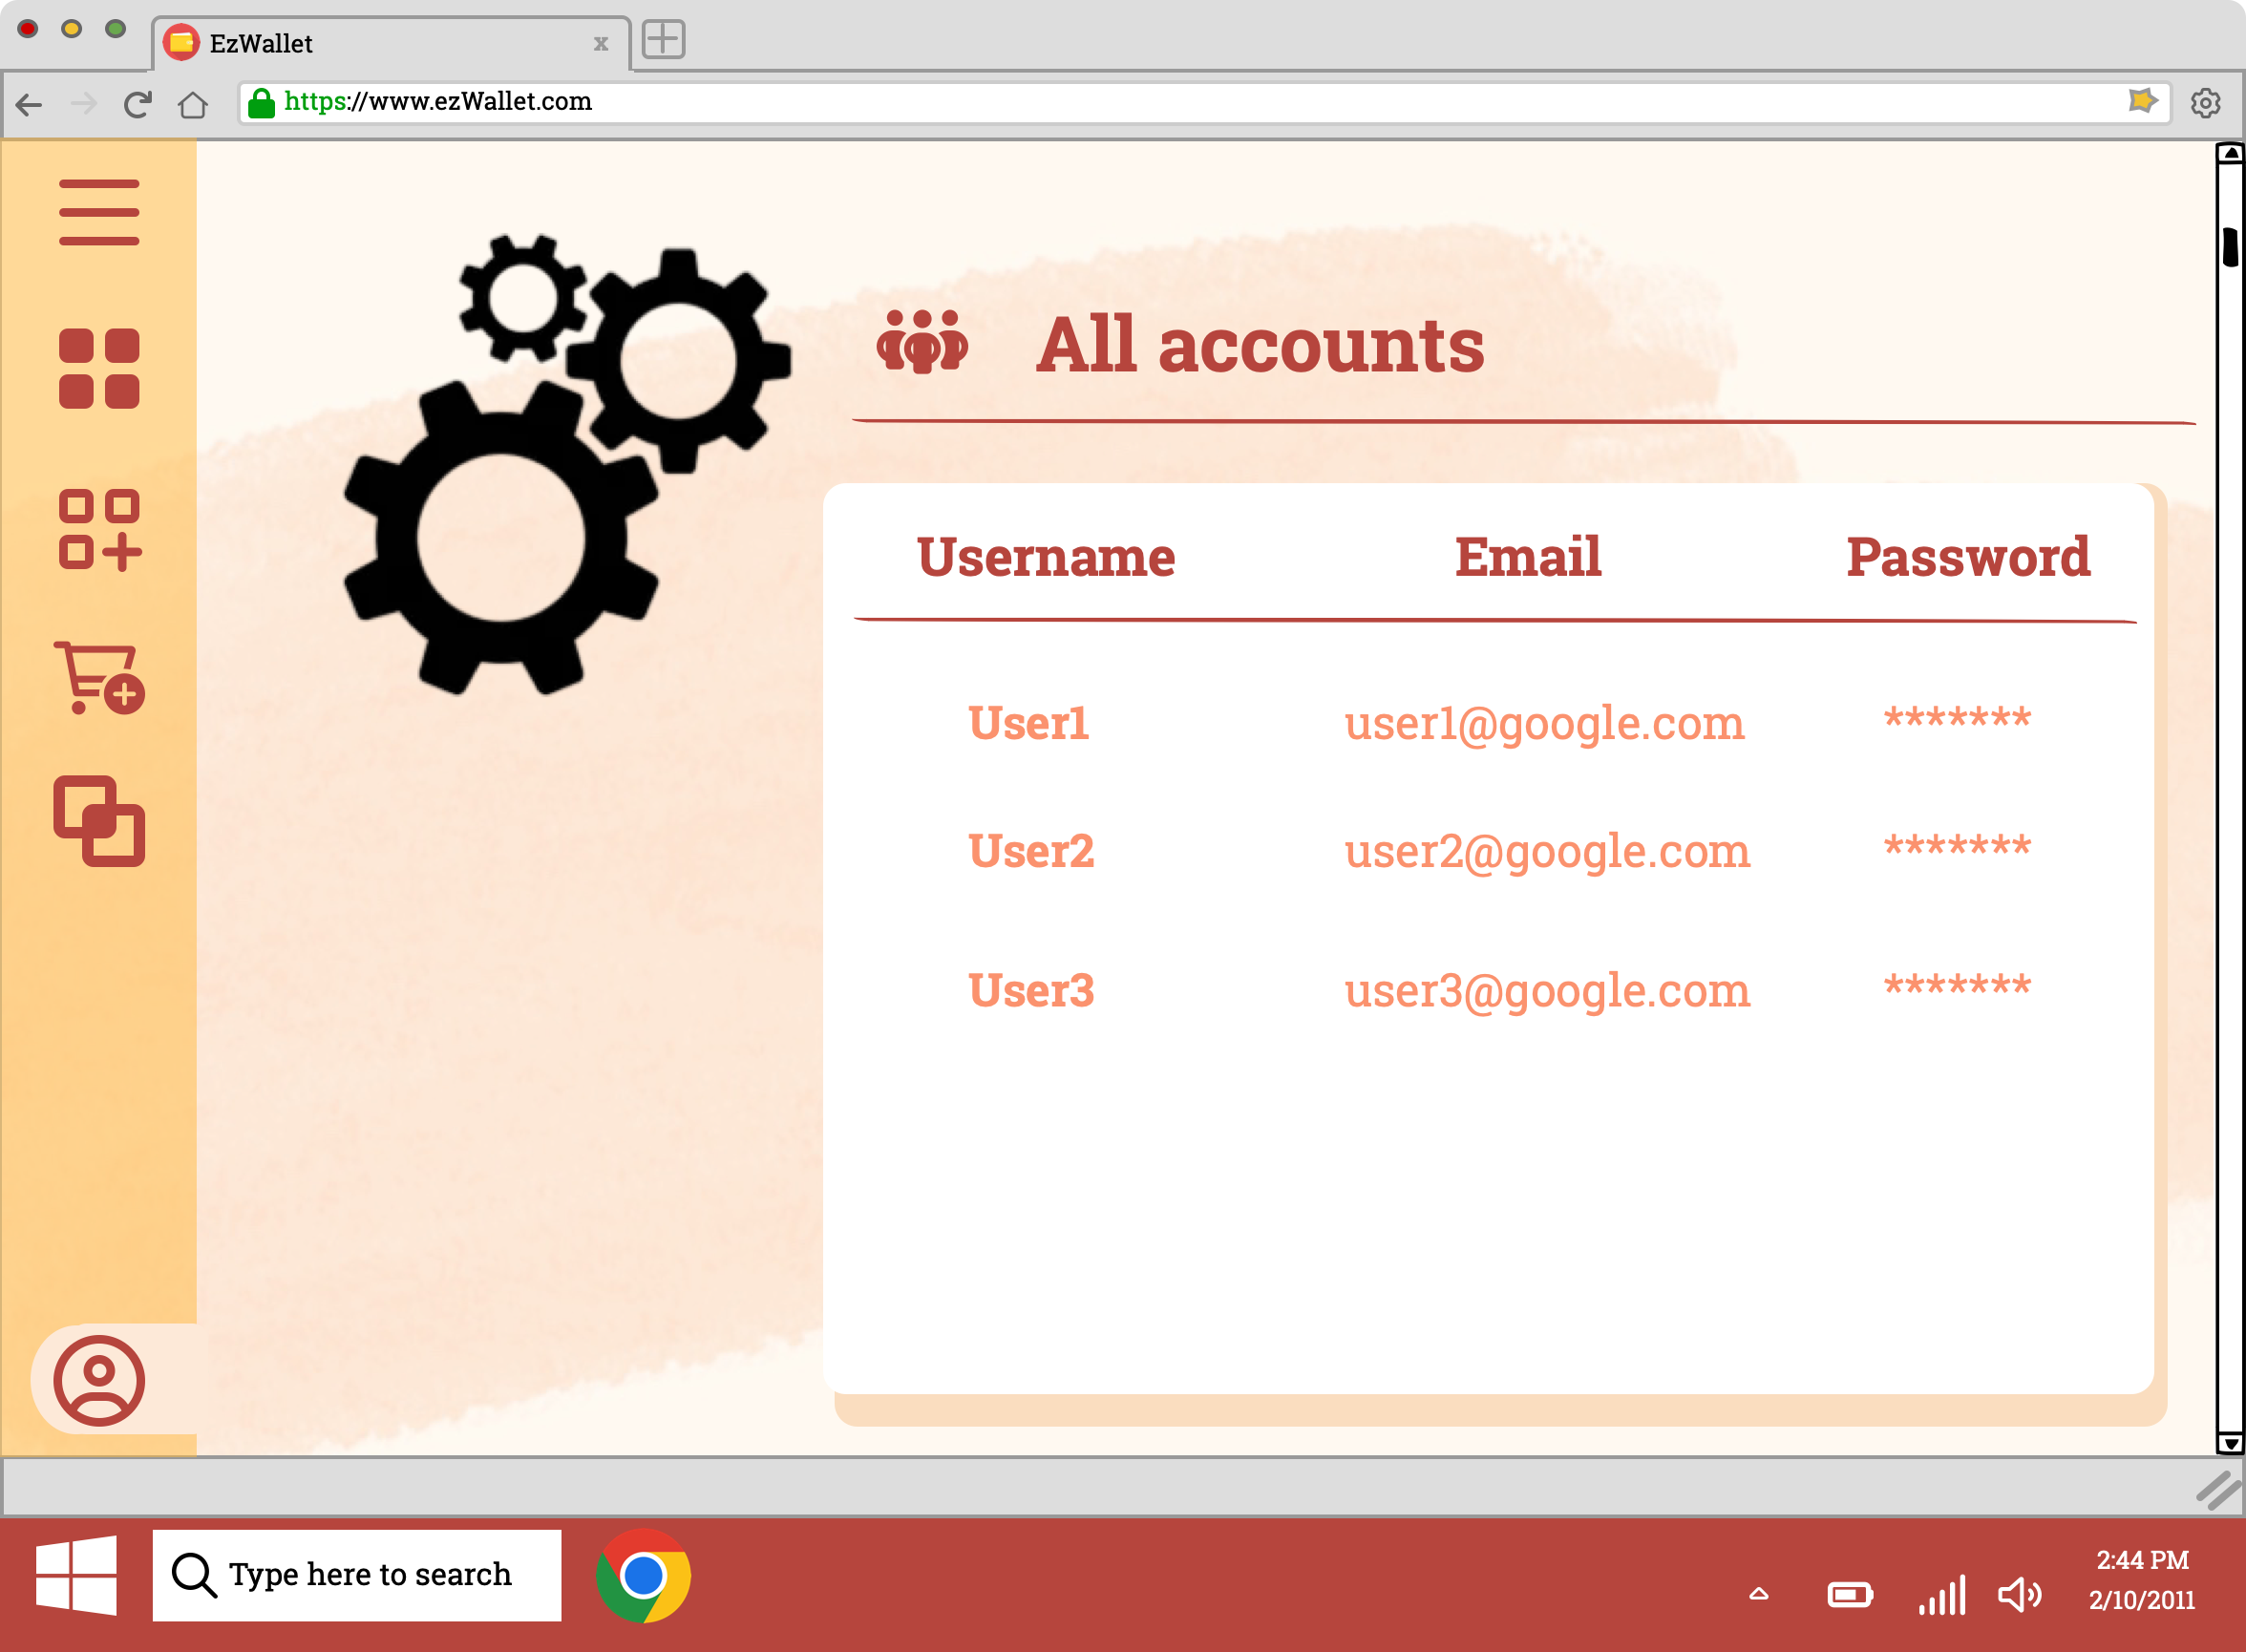 EzWallet x
https://www.ezWallet.com
All accounts
Username Email Password
User1 user1@google.com *******
User2 user2@google.com *******
User3 user3@google.com *******
Type here to search
2:44 PM
2/10/2011